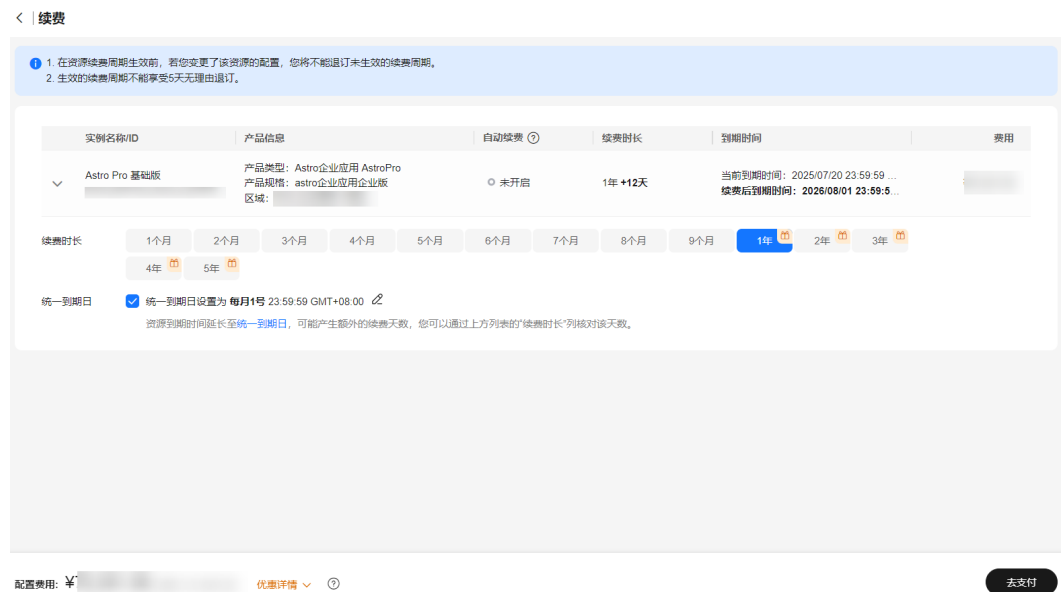 续费
1. 在资源续费周期生效前，若您变更了该资源的配置，您将不能退订未生效的续费周期。
2. 生效的续费周期不能享受5天无理由退订。
实例名称/ID 产品信息 自动续费 续费时长 到期时间 费用
Astro Pro 基础版
产品类型： Astro企业应用 AstroPro
产品规格： astro企业应用企业版
区域：
未开启
1年 +12天
当前到期时间： 2025/07/20 23:59:59 ...
续费后到期时间： 2026/08/01 23:59:5...
续费时长 1个月 2个月 3个月 4个月 5个月 6个月 7个月 8个月 9个月 1年 2年 3年
4年 5年
统一到期日 统一到期日设置为 每月1号 23:59:59 GMT+08:00
资源到期时间延长至统一到期日，可能产生额外的续费天数，您可以通过上方列表的“续费时长”列核对该天数。
配置费用: ¥ 优惠详情 去支付